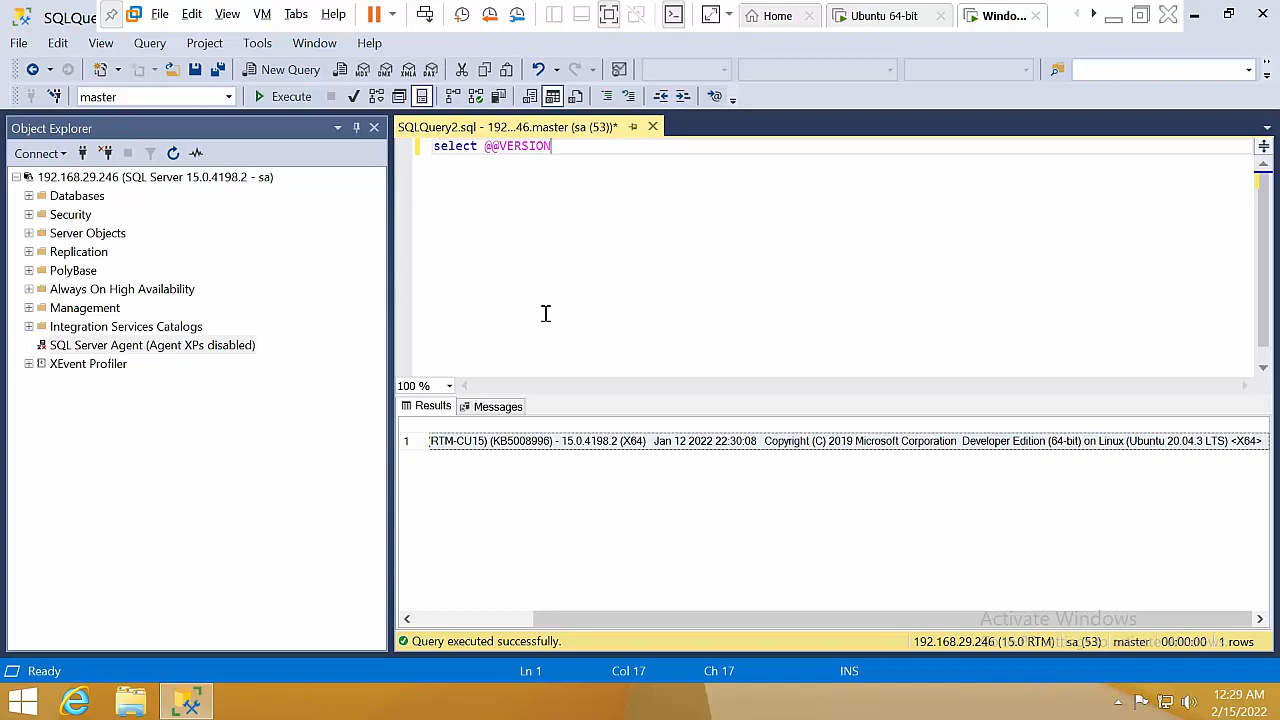 SQLQue
File Edit View VM Tabs Help
Home
Ubuntu 64-bit
Windo...
File Edit View Query Project Tools Window Help
New Query MDX DMX XMLA DAX
master Execute
Object Explorer
SQLQuery2.sql - 192...46.master (sa (53))*
Connect
select @@VERSION
192.168.29.246 (SQL Server 15.0.4198.2 - sa)
Databases
Security
Server Objects
Replication
PolyBase
Always On High Availability
Management
Integration Services Catalogs
SQL Server Agent (Agent XPs disabled)
XEvent Profiler
100 %
Results Messages
1 (RTM-CU15) (KB5008996) - 15.0.4198.2 (X64) Jan 12 2022 22:30:08 Copyright (C) 2019 Microsoft Corporation Developer Edition (64-bit) on Linux (Ubuntu 20.04.3 LTS) <X64>
Activate Windows
Query executed successfully.
192.168.29.246 (15.0 RTM) sa (53) master 00:00:00 1 rows
Ready Ln 1 Col 17 Ch 17 INS
12:29 AM
2/15/2022